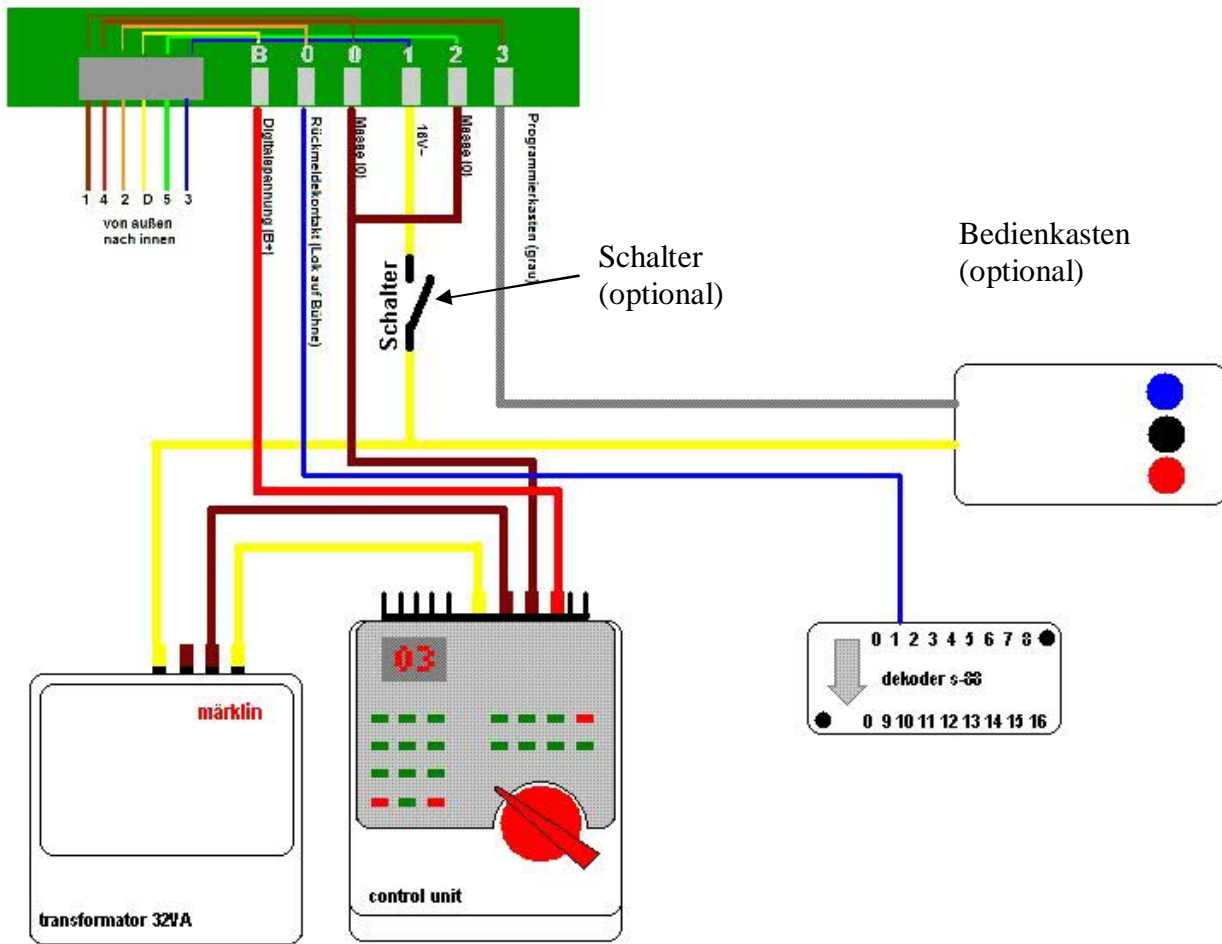 B 0 0 1 2 3
Digitalspannung (B+)
Rückmeldekontakt (Lok auf Bühne)
Masse (0)
16V~
Masse (0)
Programmierkasten (grau)
1 4 2 D 5 3
von außen
nach innen
Schalter
Schalter
(optional)
Bedienkasten
(optional)
03
märklin
transformator 32VA
control unit
0 1 2 3 4 5 6 7 8
dekoder s-88
0 9 10 11 12 13 14 15 16